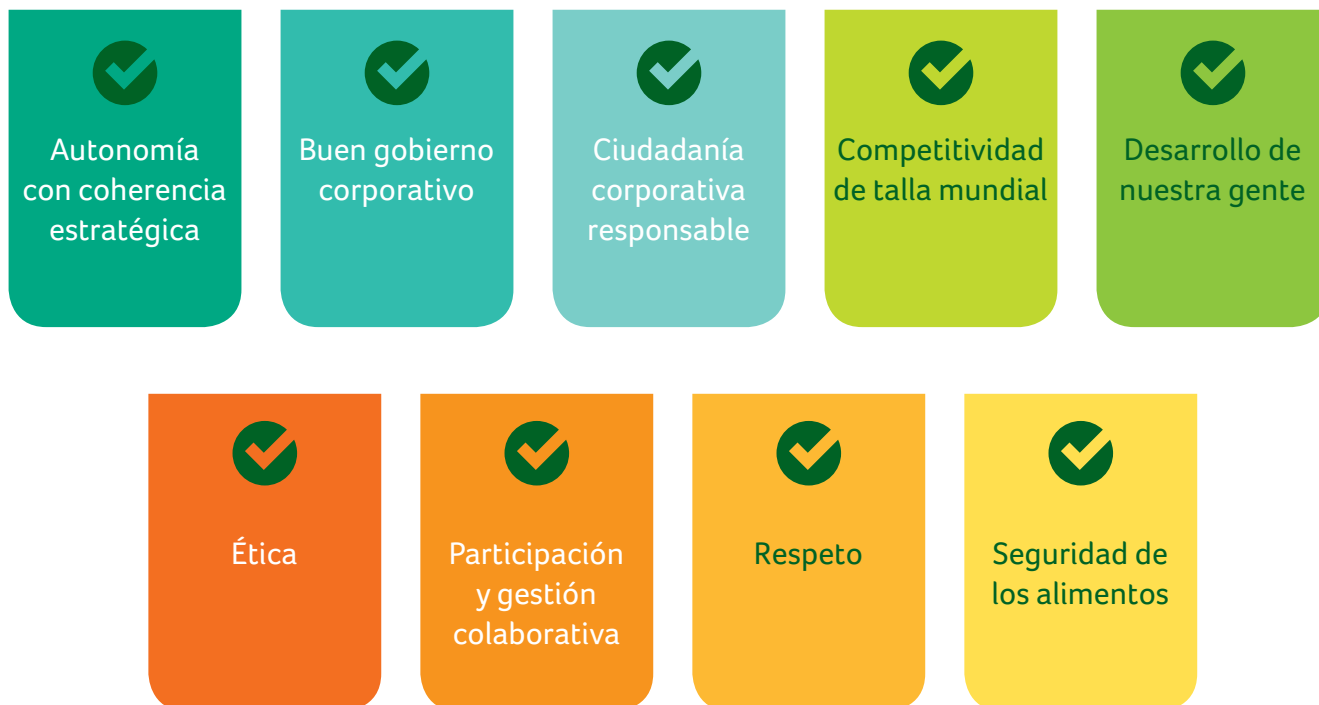 Autonomía
con coherencia
estratégica
Buen gobierno
corporativo
Ciudadanía
corporativa
responsable
Competitividad
de talla mundial
Desarrollo de
nuestra gente
Ética
Participación
y gestión
colaborativa
Respeto
Seguridad de
los alimentos